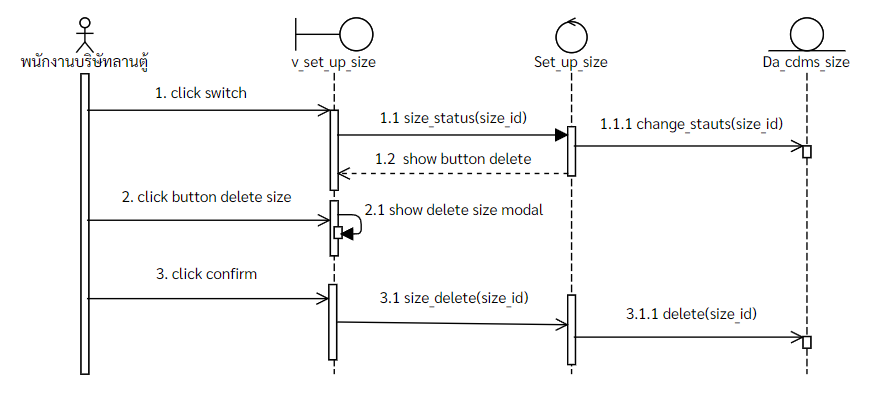 พนักงานบริษัทลานตู้
v_set_up_size
Set_up_size
Da_cdms_size
1. click switch
1.1 size_status(size_id)
1.1.1 change_stauts(size_id)
1.2 show button delete
2. click button delete size
2.1 show delete size modal
3. click confirm
3.1 size_delete(size_id)
3.1.1 delete(size_id)